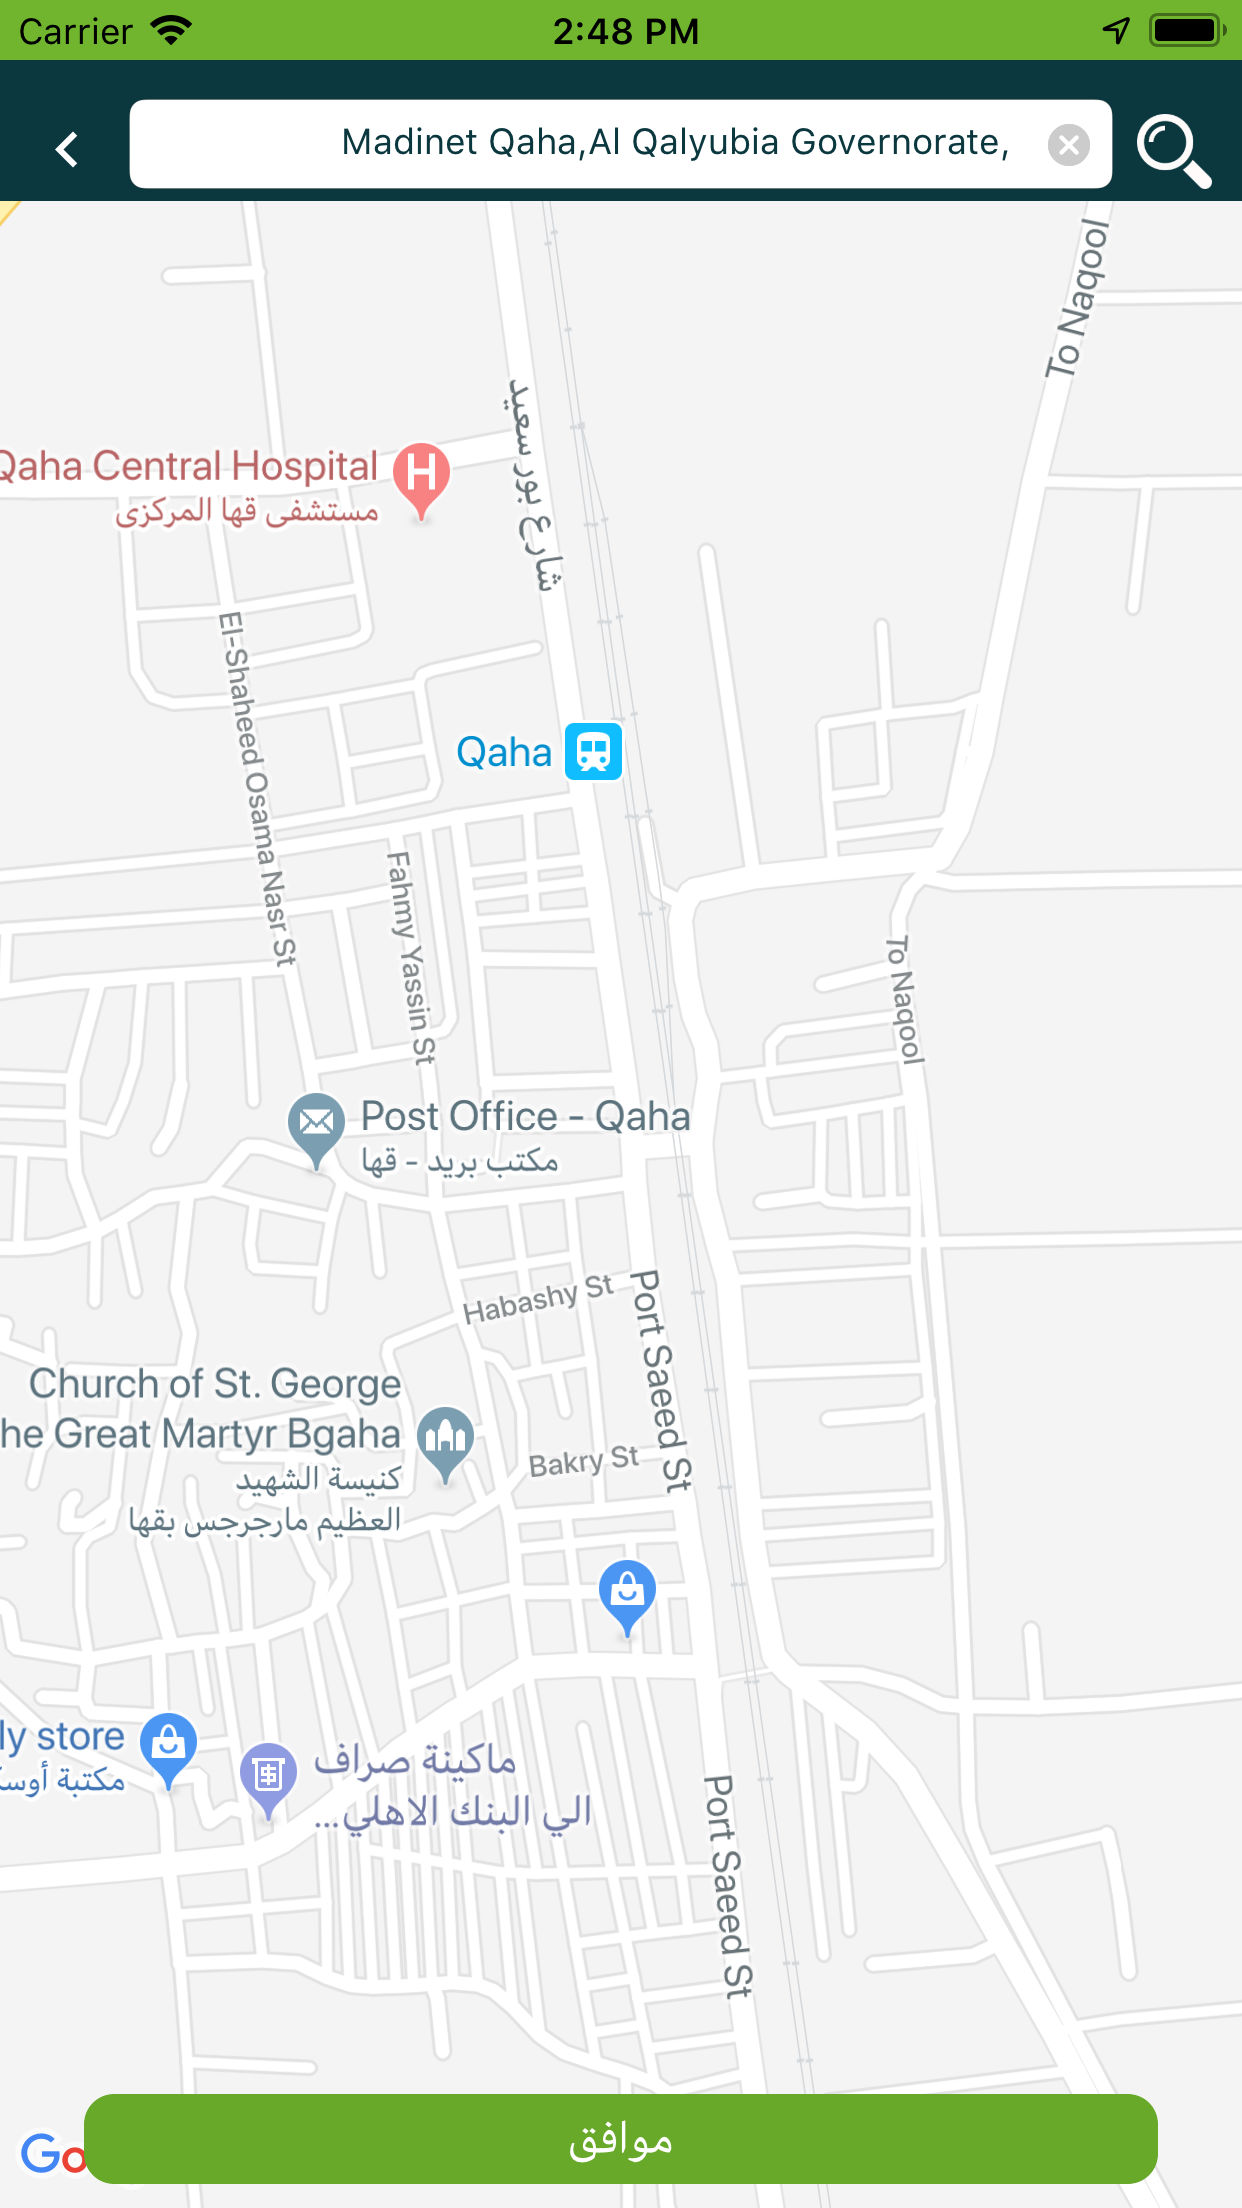 Carrier
2:48 PM
Madinet Qaha,Al Qalyubia Governorate,
To Naqool
شارع بور سعيد
Qaha Central Hospital
مستشفى قها المركزى
El-Shaheed Osama Nasr St
Qaha
Fahmy Yassin St
To Naqool
Post Office - Qaha
مكتب بريد - قها
Habashy St
Port Saeed St
Church of St. George
he Great Martyr Bgaha
كنيسة الشهيد
العظيم مارجرجس بقها
Bakry St
ly store
مكتبة أوسك
ماكينة صراف
الي البنك الاهلي...
Port Saeed St
موافق
Go